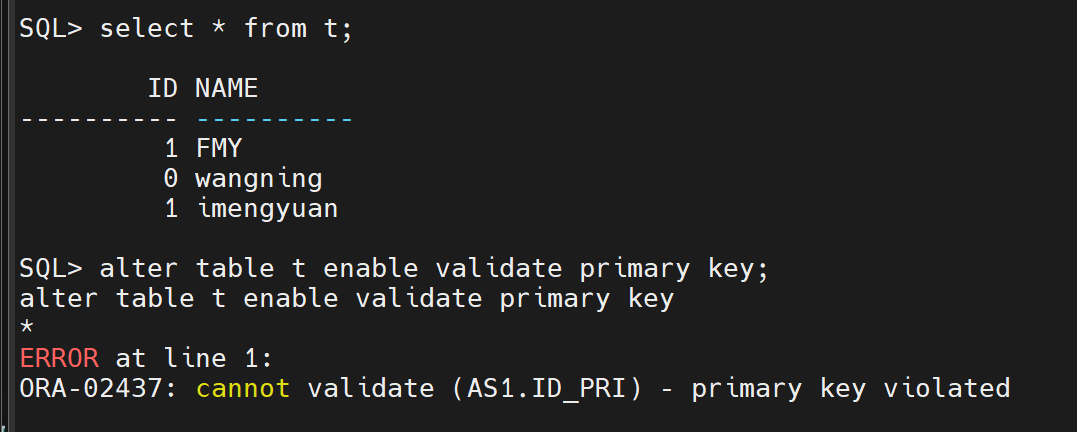 SQL> select * from t;
        ID NAME
---------- ----------
         1 FMY
         0 wangning
         1 imengyuan
SQL> alter table t enable validate primary key;
alter table t enable validate primary key
*
ERROR at line 1:
ORA-02437: cannot validate (AS1.ID_PRI) - primary key violated